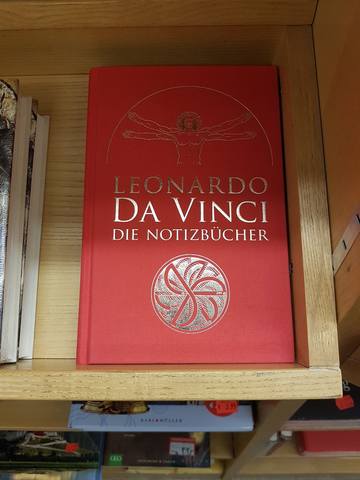 LEONARDO
DA VINCI
DIE NOTIZBÜCHER